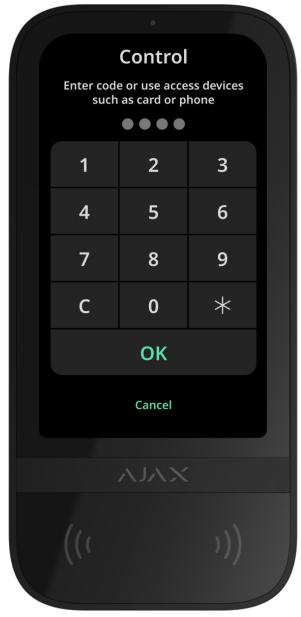 Control
Enter code or use access devices
such as card or phone
1 2 3
4 5 6
7 8 9
C 0 *
OK
Cancel
AJAX